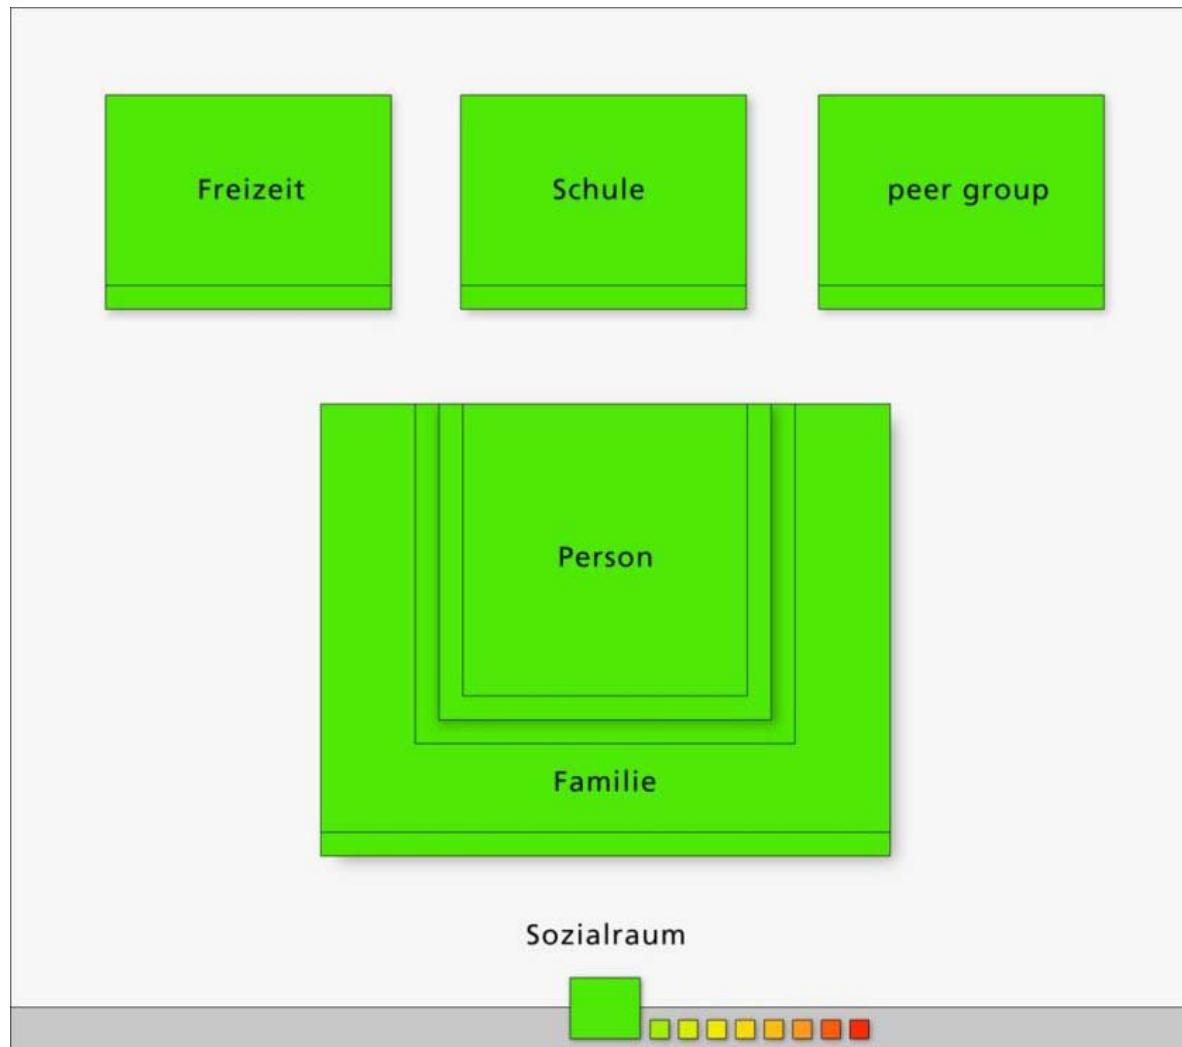 Freizeit
Schule
peer group
Person
Familie
Sozialraum